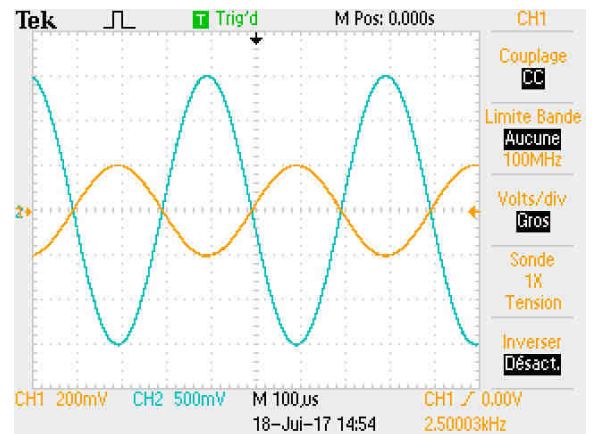 Tek T Trig'd M Pos: 0.000s CH1
Couplage
CC
Limite Bande
Aucune
100MHz
Volts/div
Gros
2
Sonde
1X
Tension
Inverser
Désact.
CH1 200mV CH2 500mV M 100µs CH1 0.00V
18-Jui-17 14:54 2.50003kHz